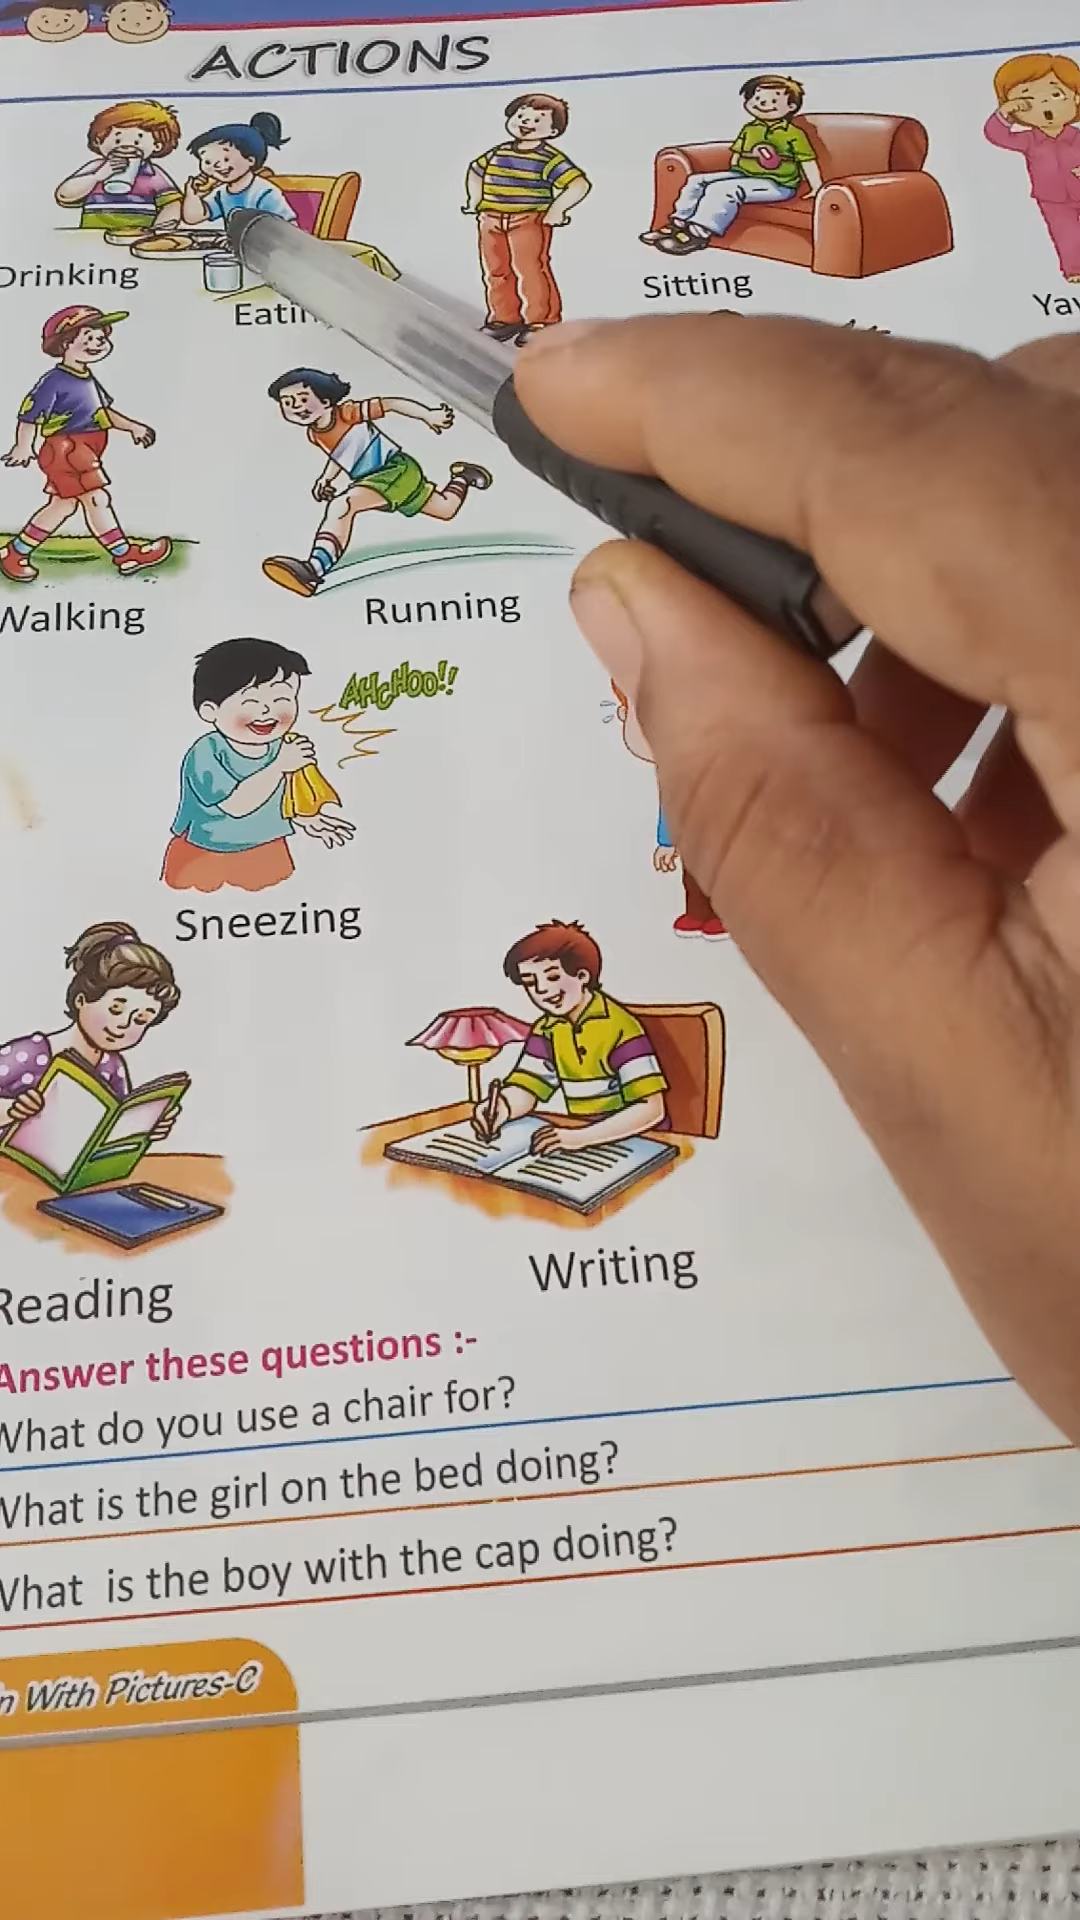 ACTIONS
Drinking
Sitting
Walking
Running
AHCHOO!!
Sneezing
Reading
Writing
Answer these questions :-
What do you use a chair for?
What is the girl on the bed doing?
What is the boy with the cap doing?
With Pictures-C